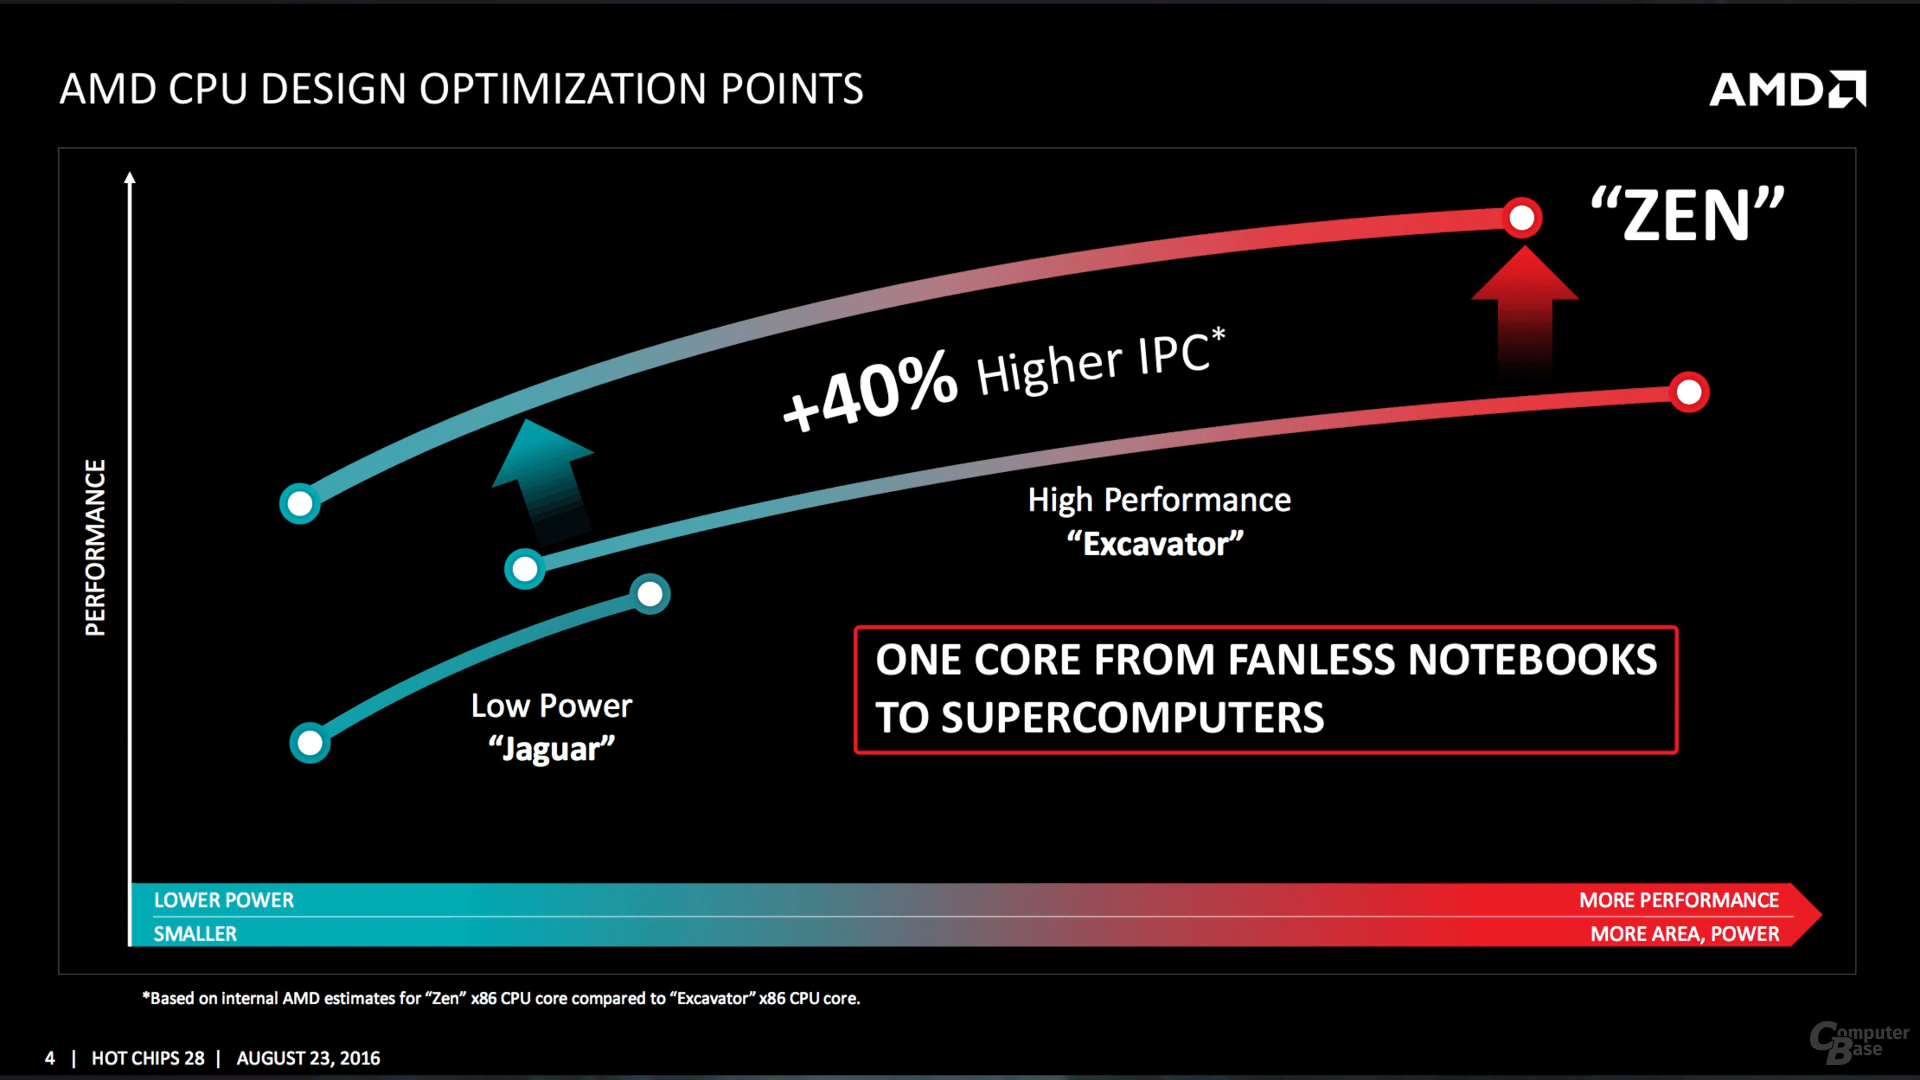 AMD CPU DESIGN OPTIMIZATION POINTS
AMD
“ZEN”
+40% Higher IPC*
PERFORMANCE
High Performance
“Excavator”
ONE CORE FROM FANLESS NOTEBOOKS
TO SUPERCOMPUTERS
Low Power
“Jaguar”
LOWER POWER
MORE PERFORMANCE
SMALLER
MORE AREA, POWER
*Based on internal AMD estimates for “Zen” x86 CPU core compared to “Excavator” x86 CPU core.
4 | HOT CHIPS 28 | AUGUST 23, 2016
Computer
Base